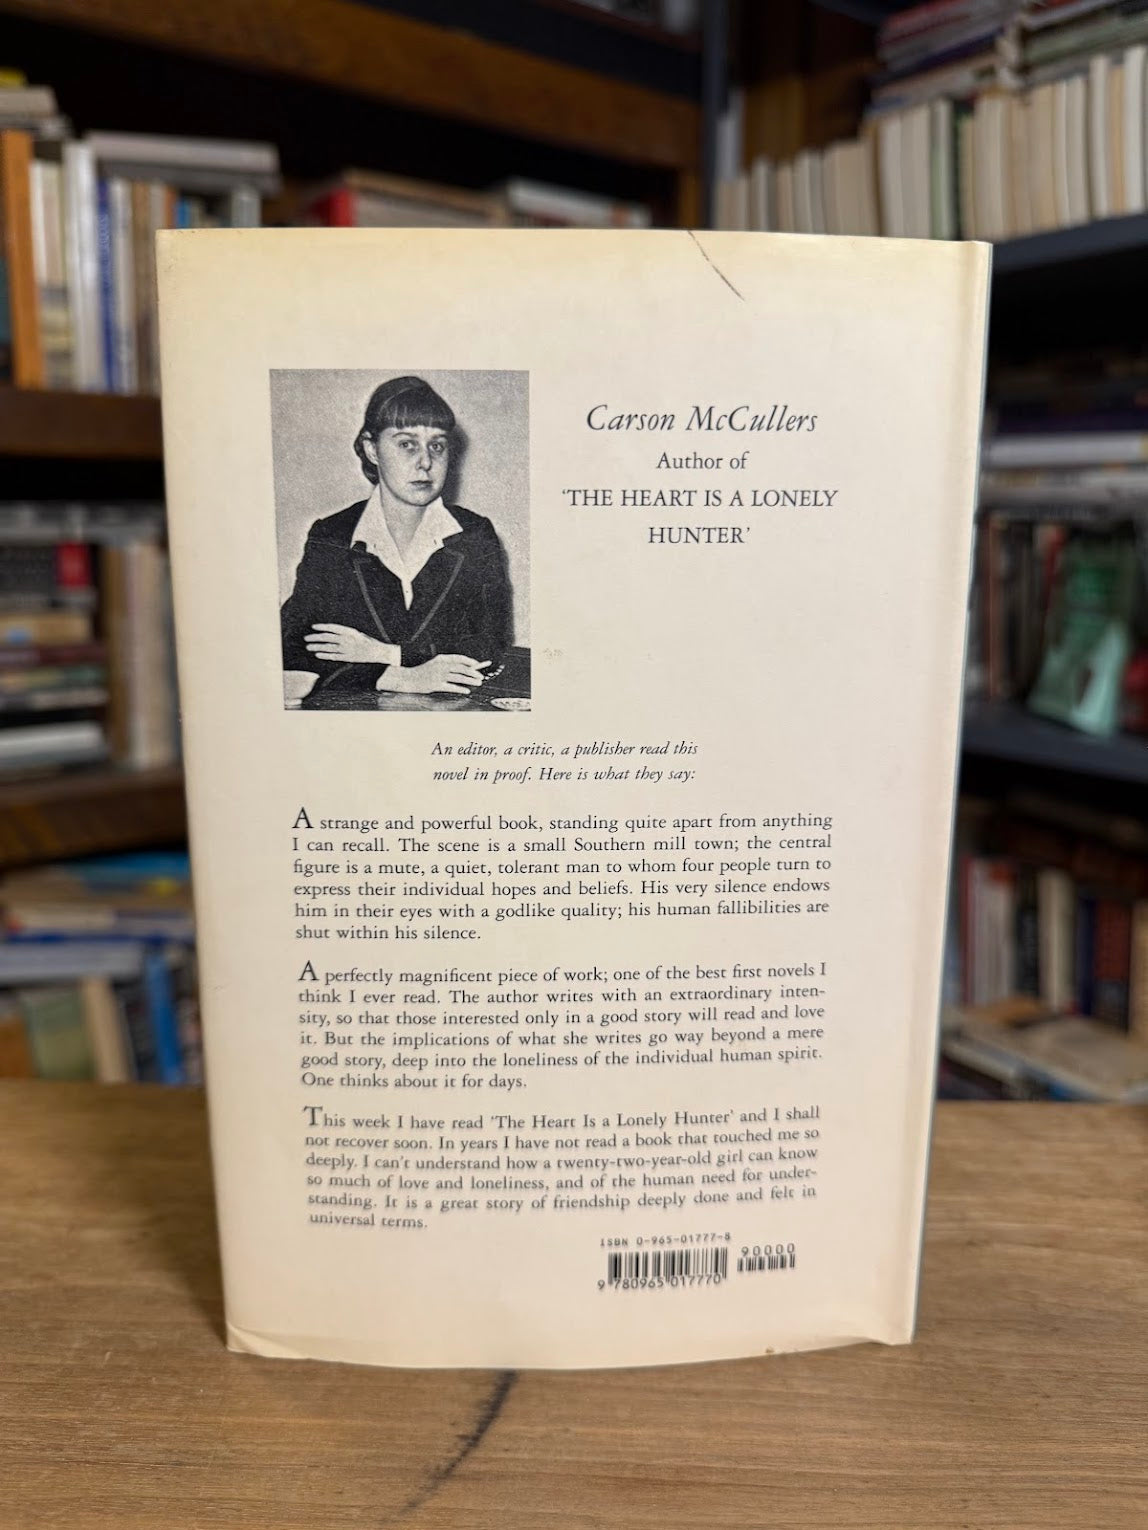 Carson McCullers
Author of
‘THE HEART IS A LONELY
HUNTER’
An editor, a critic, a publisher read this
novel in proof. Here is what they say:
A strange and powerful book, standing quite apart from anything
I can recall. The scene is a small Southern mill town; the central
figure is a mute, a quiet, tolerant man to whom four people turn to
express their individual hopes and beliefs. His very silence endows
him in their eyes with a godlike quality; his human fallibilities are
shut within his silence.
A perfectly magnificent piece of work; one of the best first novels I
think I ever read. The author writes with an extraordinary inten-
sity, so that those interested only in a good story will read and love
it. But the implications of what she writes go way beyond a mere
good story, deep into the loneliness of the individual human spirit.
One thinks about it for days.
This week I have read ‘The Heart Is a Lonely Hunter’ and I shall
not recover soon. In years I have not read a book that touched me so
deeply. I can’t understand how a twenty-two-year-old girl can know
so much of love and loneliness, and of the human need for under-
standing. It is a great story of friendship deeply done and felt in
universal terms.
ISBN 0-965-01777-8
90000
9 780965 017770